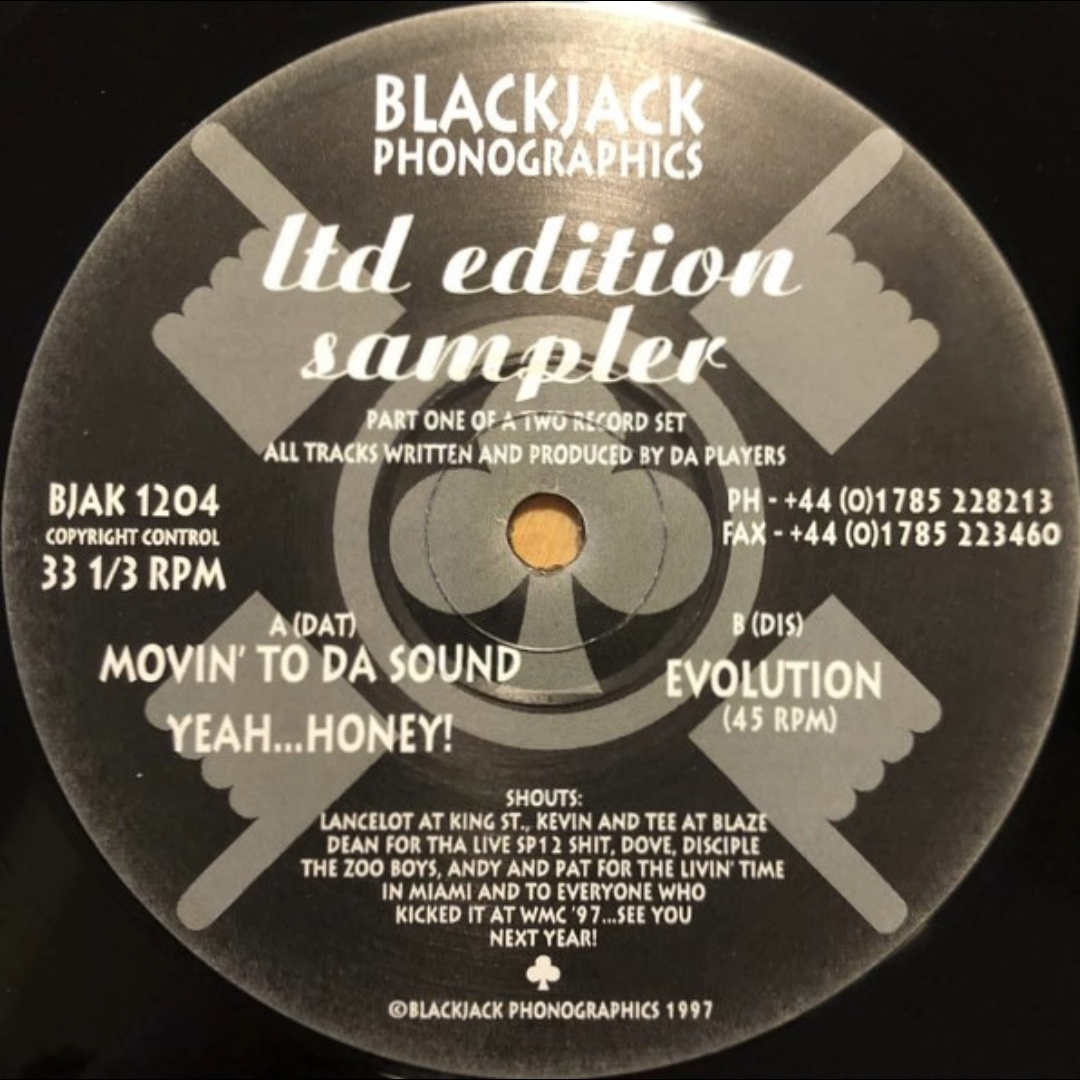 BLACKJACK
PHONOGRAPHICS
ltd edition
sampler
PART ONE OF A TWO RECORD SET
ALL TRACKS WRITTEN AND PRODUCED BY DA PLAYERS
BJAK 1204
COPYRIGHT CONTROL
33 1/3 RPM
PH - +44 (0)1785 228213
FAX - +44 (0)1785 223460
A (DAT)
MOVIN' TO DA SOUND
YEAH...HONEY!
B (DIS)
EVOLUTION
(45 RPM)
SHOUTS:
LANCELOT AT KING ST., KEVIN AND TEE AT BLAZE
DEAN FOR THA LIVE SP12 SHIT, DOVE, DISCIPLE
THE ZOO BOYS, ANDY AND PAT FOR THE LIVIN' TIME
IN MIAMI AND TO EVERYONE WHO
KICKED IT AT WMC '97...SEE YOU
NEXT YEAR!
©BLACKJACK PHONOGRAPHICS 1997